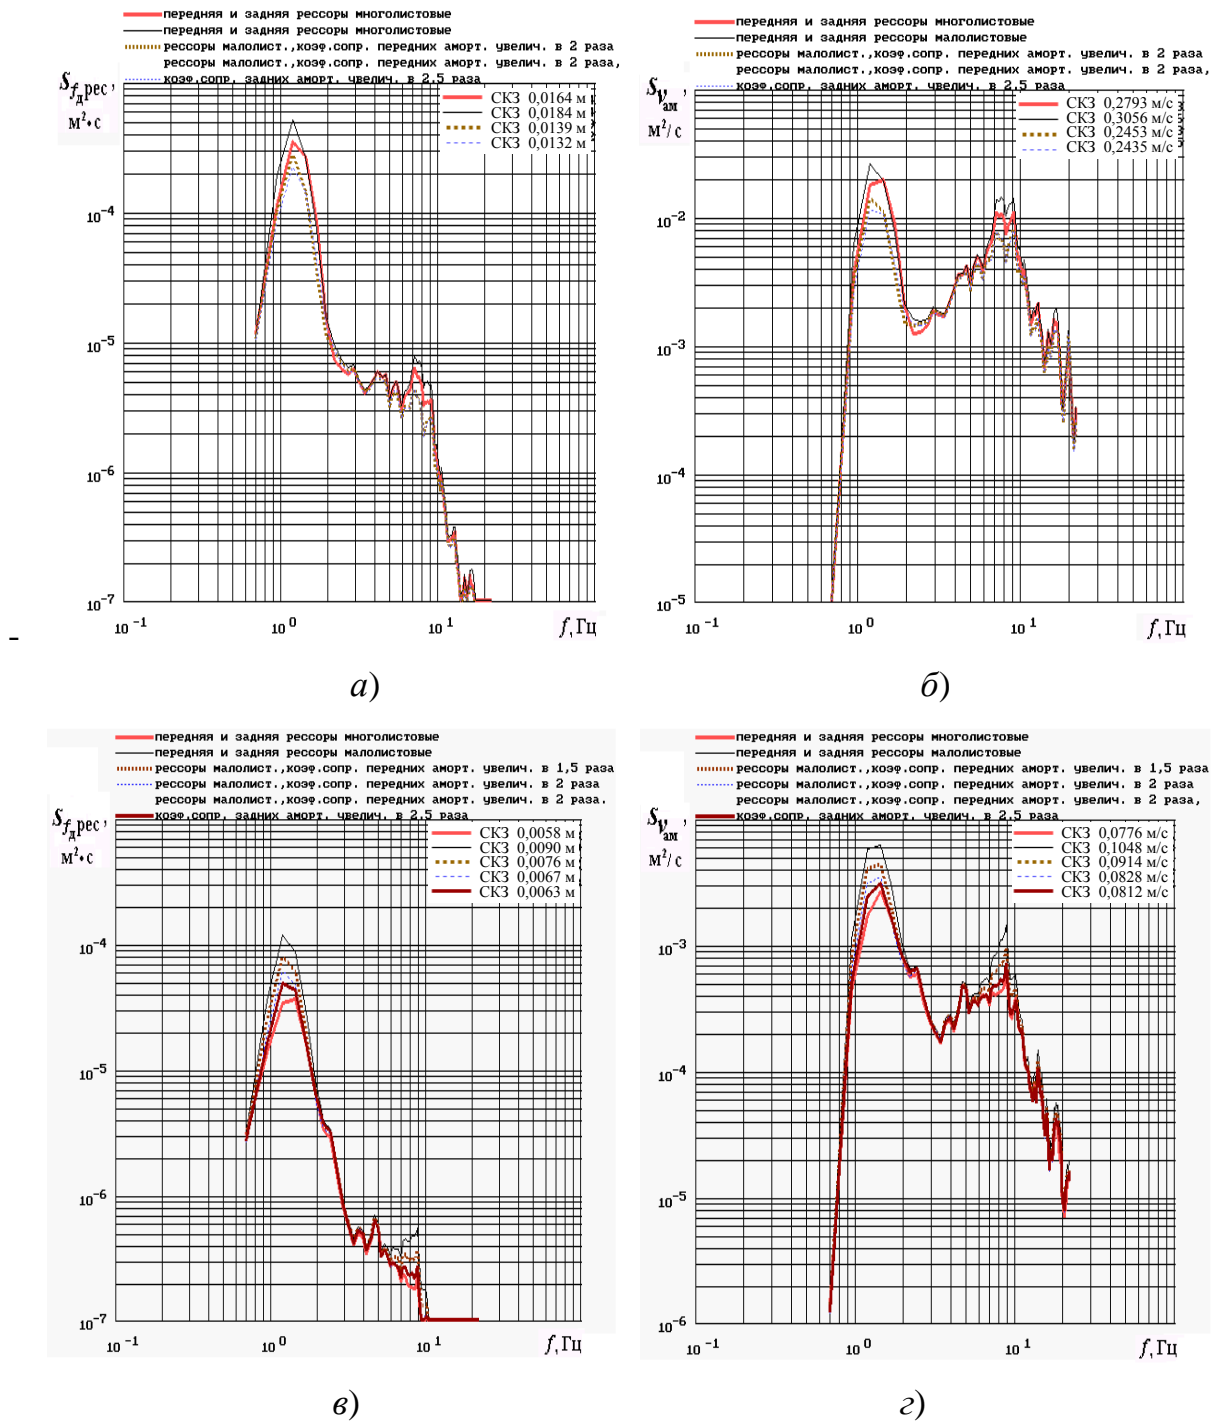 передняя и задняя рессоры многолистовые
передняя и задняя рессоры многолистовые
рессоры малолист.,коэф.сопр. передних аморт. увелич. в 2 раза
рессоры малолист.,коэф.сопр. передних аморт. увелич. в 2 раза,
коэф.сопр. задних аморт. увелич. в 2.5 раза
S fд рес,
м²•с
СКЗ 0,0164 м
СКЗ 0,0184 м
СКЗ 0,0139 м
СКЗ 0,0132 м
10⁻⁴
10⁻⁵
10⁻⁶
10⁻⁷
10⁻¹ 10⁰ 10¹ f, Гц
-
а)
передняя и задняя рессоры многолистовые
передняя и задняя рессоры малолистовые
рессоры малолист.,коэф.сопр. передних аморт. увелич. в 2 раза
рессоры малолист.,коэф.сопр. передних аморт. увелич. в 2 раза,
коэф.сопр. задних аморт. увелич. в 2.5 раза
S Vам,
м²/с
СКЗ 0,2793 м/с
СКЗ 0,3056 м/с
СКЗ 0,2453 м/с
СКЗ 0,2435 м/с
10⁻²
10⁻³
10⁻⁴
10⁻⁵
10⁻¹ 10⁰ 10¹ f, Гц
б)
передняя и задняя рессоры многолистовые
передняя и задняя рессоры малолистовые
рессоры малолист.,коэф.сопр. передних аморт. увелич. в 1,5 раза
рессоры малолист.,коэф.сопр. передних аморт. увелич. в 2 раза
рессоры малолист.,коэф.сопр. передних аморт. увелич. в 2 раза.
коэф.сопр. задних аморт. увелич. в 2.5 раза
S fд рес,
м²•с
СКЗ 0,0058 м
СКЗ 0,0090 м
СКЗ 0,0076 м
СКЗ 0,0067 м
СКЗ 0,0063 м
10⁻⁴
10⁻⁵
10⁻⁶
10⁻⁷
10⁻¹ 10⁰ 10¹ f, Гц
в)
передняя и задняя рессоры многолистовые
передняя и задняя рессоры малолистовые
рессоры малолист.,коэф.сопр. передних аморт. увелич. в 1,5 раза
рессоры малолист.,коэф.сопр. передних аморт. увелич. в 2 раза
рессоры малолист.,коэф.сопр. передних аморт. увелич. в 2 раза,
коэф.сопр. задних аморт. увелич. в 2.5 раза
S Vам,
м²/с
СКЗ 0,0776 м/с
СКЗ 0,1048 м/с
СКЗ 0,0914 м/с
СКЗ 0,0828 м/с
СКЗ 0,0812 м/с
10⁻³
10⁻⁴
10⁻⁵
10⁻⁶
10⁻¹ 10⁰ 10¹ f, Гц
г)